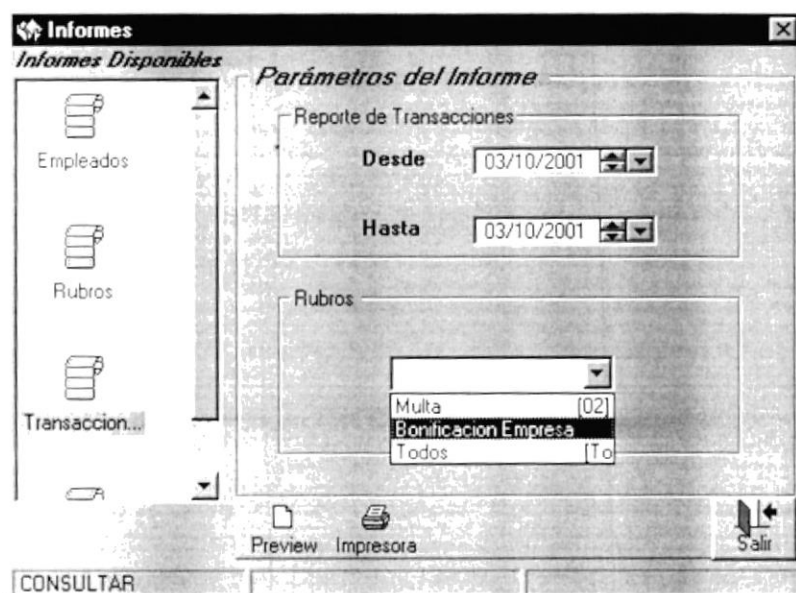 Informes
Informes Disponibles
Empleados
Rubros
Transaccion...
Parámetros del Informe
Reporte de Transacciones
Desde 03/10/2001
Hasta 03/10/2001
Rubros
Multa [02]
Bonificacion Empresa
Todos [To
Preview Impresora Salir
CONSULTAR